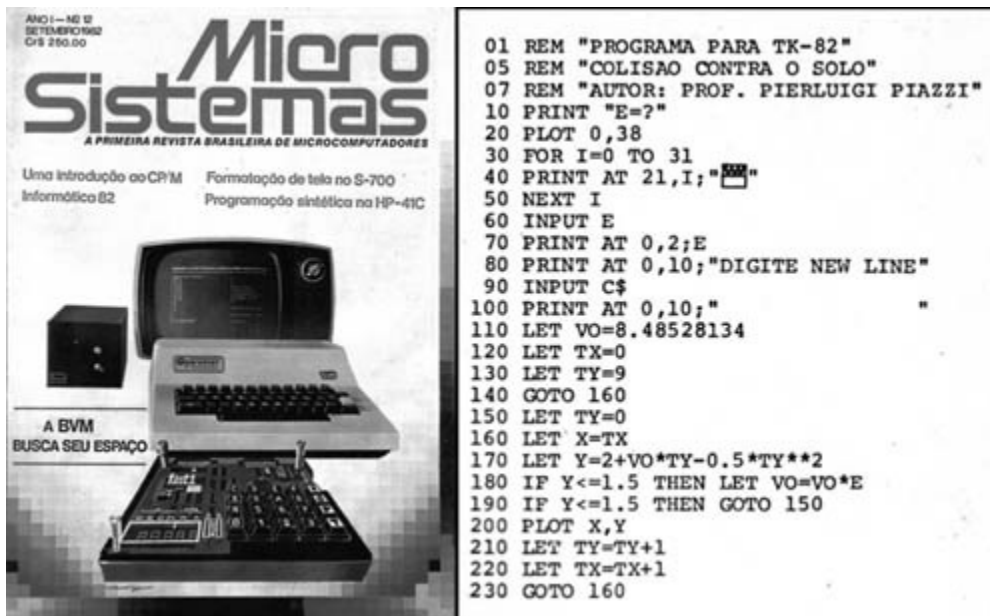 ANO I — Nº 12
SETEMBRO 1982
Cr$ 250.00
Micro
Sistemas
A PRIMEIRA REVISTA BRASILEIRA DE MICROCOMPUTADORES
Uma introdução ao CP/M
Informática 82
Formatação de tela no S-700
Programação sintética na HP-41C
A BVM
BUSCA SEU ESPAÇO
01 REM "PROGRAMA PARA TK-82"
05 REM "COLISAO CONTRA O SOLO"
07 REM "AUTOR: PROF. PIERLUIGI PIAZZI"
10 PRINT "E=?"
20 PLOT 0,38
30 FOR I=0 TO 31
40 PRINT AT 21,I;" "
50 NEXT I
60 INPUT E
70 PRINT AT 0,2;E
80 PRINT AT 0,10;"DIGITE NEW LINE"
90 INPUT C$
100 PRINT AT 0,10;"               "
110 LET VO=8.48528134
120 LET TX=0
130 LET TY=9
140 GOTO 160
150 LET TY=0
160 LET X=TX
170 LET Y=2+VO*TY-0.5*TY**2
180 IF Y<=1.5 THEN LET VO=VO*E
190 IF Y<=1.5 THEN GOTO 150
200 PLOT X,Y
210 LET TY=TY+1
220 LET TX=TX+1
230 GOTO 160